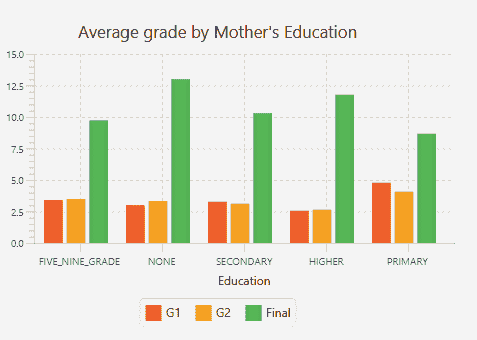 Average grade by Mother's Education
15.0
12.5
10.0
7.5
5.0
2.5
0.0
FIVE_NINE_GRADE NONE SECONDARY HIGHER PRIMARY
Education
G1 G2 Final